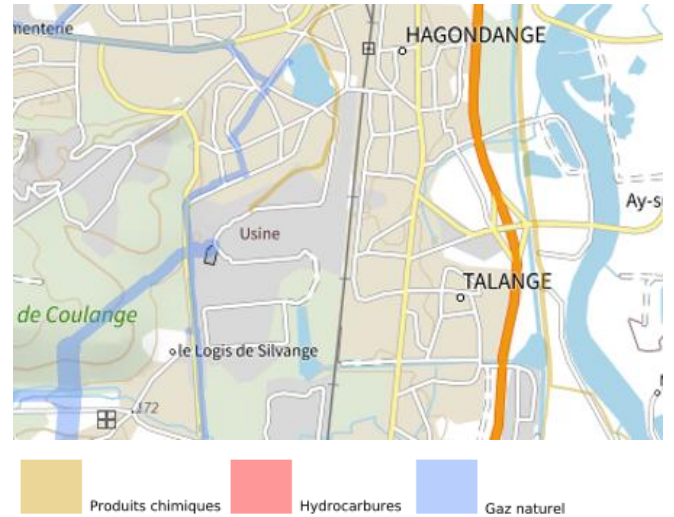 menterie
HAGONDANGE
Ay-su
Usine
TALANGE
de Coulange
le Logis de Silvange
172
Produits chimiques
Hydrocarbures
Gaz naturel